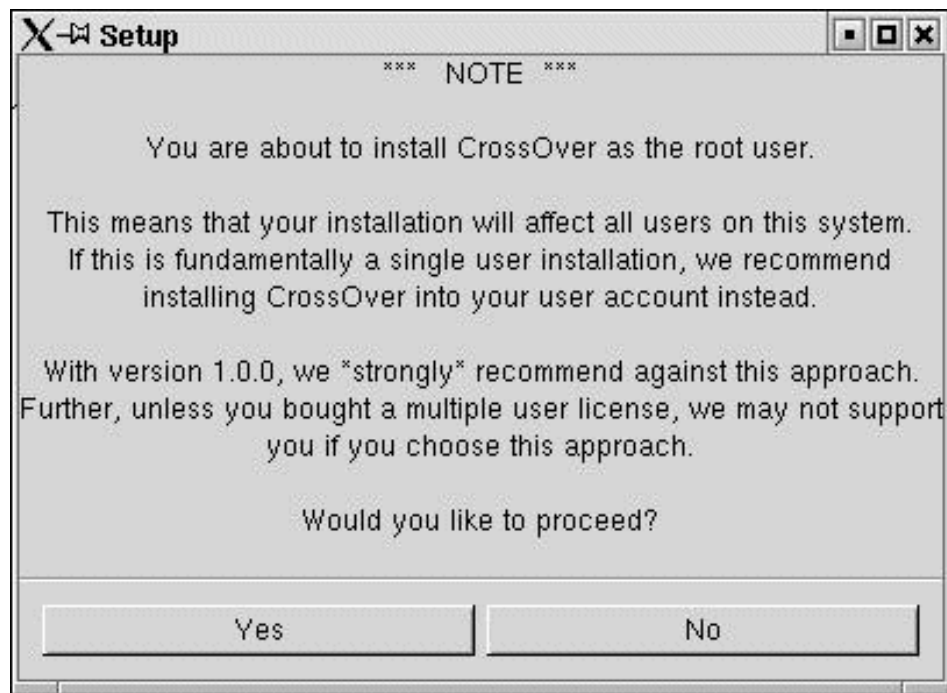 Setup
*** NOTE ***
You are about to install CrossOver as the root user.
This means that your installation will affect all users on this system.
If this is fundamentally a single user installation, we recommend
installing CrossOver into your user account instead.
With version 1.0.0, we *strongly* recommend against this approach.
Further, unless you bought a multiple user license, we may not support
you if you choose this approach.
Would you like to proceed?
Yes
No